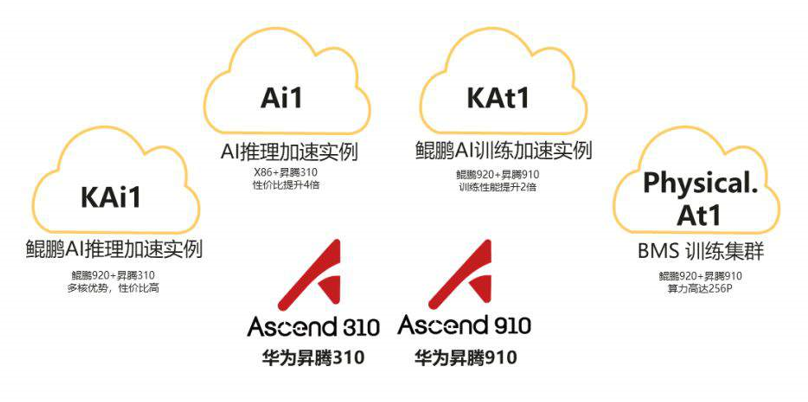 Ai1
AI推理加速实例
X86+昇腾310
性价比提升4倍
KAt1
鲲鹏AI训练加速实例
鲲鹏920+昇腾910
训练性能提升2倍
KAi1
鲲鹏AI推理加速实例
鲲鹏920+昇腾310
多核优势，性价比高
Physical.
At1
BMS 训练集群
鲲鹏920+昇腾910
算力高达256P
Ascend 310
华为昇腾310
Ascend 910
华为昇腾910